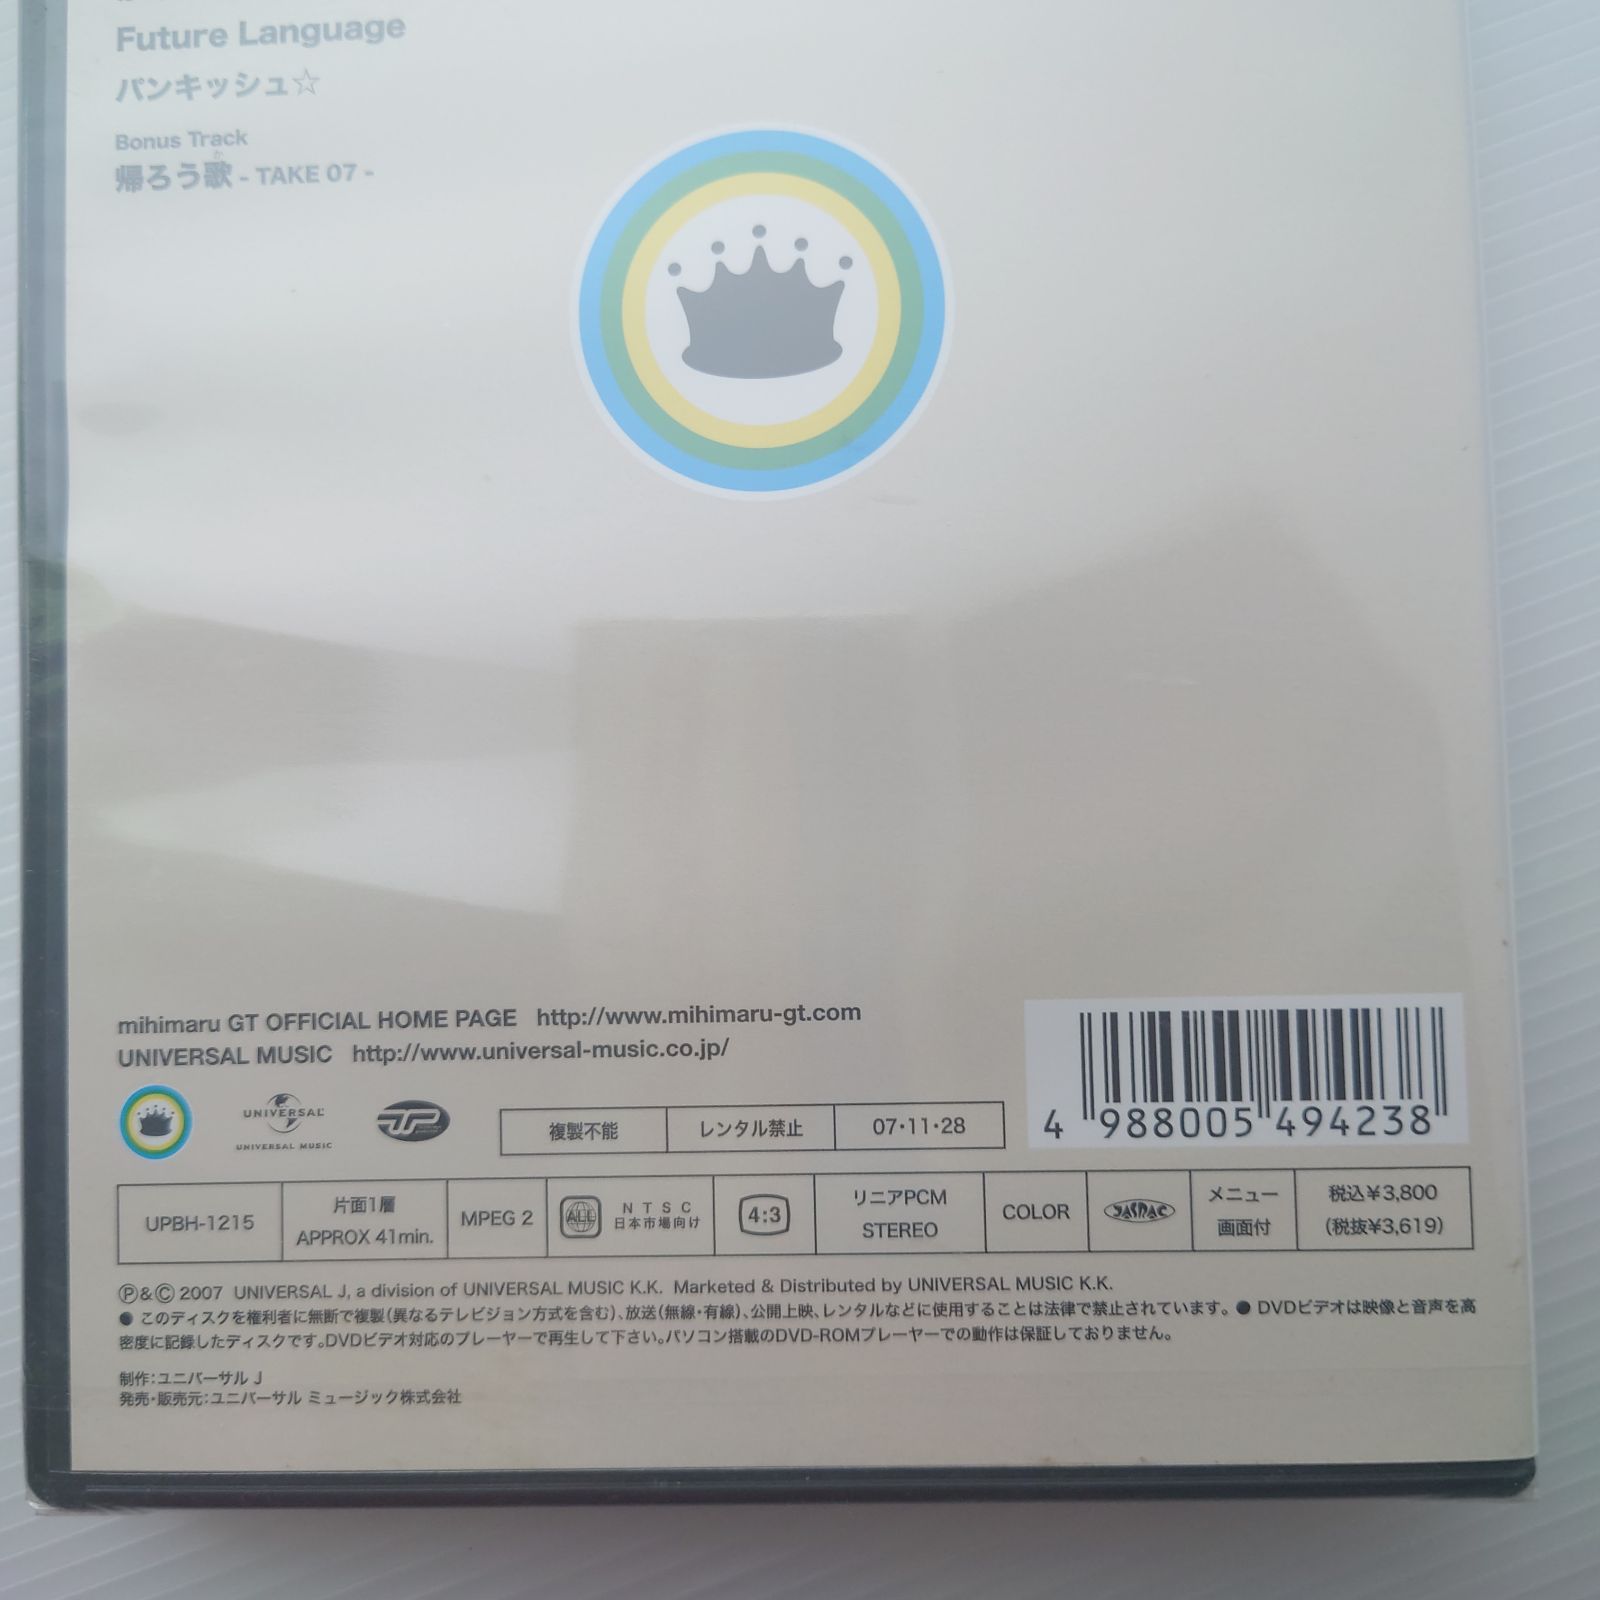 Future Language
パンキッシュ☆
Bonus Track
か
帰ろう歌 - TAKE 07 -
mihimaru GT OFFICIAL HOME PAGE http://www.mihimaru-gt.com
UNIVERSAL MUSIC http://www.universal-music.co.jp/
UNIVERSAL
UNIVERSAL MUSIC
複製不能 レンタル禁止 07・11・28
4 988005 494238
UPBH-1215 片面1層 APPROX 41min. MPEG 2 ALL NTSC 日本市場向け 4:3 リニアPCM STEREO COLOR JASRAC メニュー画面付 税込¥3,800 (税抜¥3,619)
Ⓟ&Ⓒ 2007 UNIVERSAL J, a division of UNIVERSAL MUSIC K.K. Marketed & Distributed by UNIVERSAL MUSIC K.K.
● このディスクを権利者に無断で複製(異なるテレビジョン方式を含む)、放送(無線・有線)、公開上映、レンタルなどに使用することは法律で禁止されています。 ● DVDビデオは映像と音声を高
密度に記録したディスクです。DVDビデオ対応のプレーヤーで再生して下さい。パソコン搭載のDVD-ROMプレーヤーでの動作は保証しておりません。
制作：ユニバーサル J
発売・販売元：ユニバーサル ミュージック株式会社